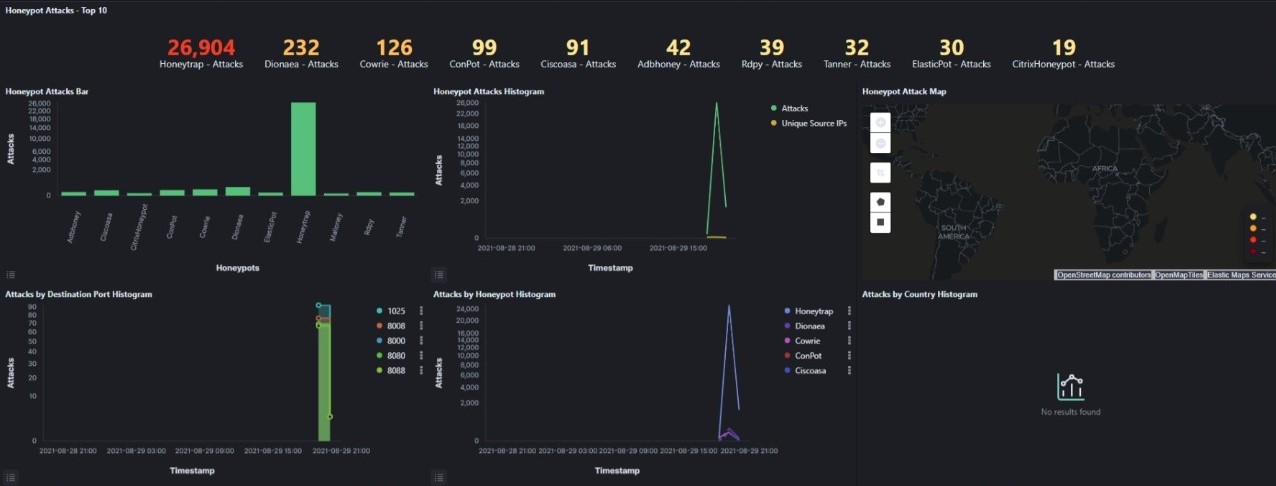 Honeypot Attacks - Top 10
26,904 232 126 99 91 42 39 32 30 19
Honeytrap - Attacks Dionaea - Attacks Cowrie - Attacks ConPot - Attacks Ciscoasa - Attacks Adbhoney - Attacks Rdpy - Attacks Tanner - Attacks ElasticPot - Attacks CitrixHoneypot - Attacks
Honeypot Attacks Bar
26,000
22,000
18,000
14,000
10,000
6,000
4,000
2,000
0
Attacks
Adbhoney Ciscoasa CitrixHoneypot ConPot Cowrie Dionaea ElasticPot Honeytrap Mailoney Rdpy Tanner
Honeypots
Honeypot Attacks Histogram
26,000
22,000
18,000
14,000
12,000
10,000
8,000
6,000
4,000
2,000
0
Attacks
Attacks
Unique Source IPs
2021-08-28 21:00 2021-08-29 06:00 2021-08-29 15:00
Timestamp
Honeypot Attack Map
AFRICA
SOUTH
AMERICA
OpenStreetMap contributors OpenMapTiles Elastic Maps Service
Attacks by Destination Port Histogram
90
80
70
60
50
40
30
20
10
0
Attacks
1025
8008
8000
8080
8088
2021-08-28 21:00 2021-08-29 03:00 2021-08-29 09:00 2021-08-29 15:00 2021-08-29 21:00
Timestamp
Attacks by Honeypot Histogram
24,000
20,000
16,000
14,000
12,000
10,000
8,000
6,000
4,000
2,000
0
Attacks
Honeytrap
Dionaea
Cowrie
ConPot
Ciscoasa
2021-08-28 21:00 2021-08-29 03:00 2021-08-29 09:00 2021-08-29 15:00 2021-08-29 21:00
Timestamp
Attacks by Country Histogram
No results found